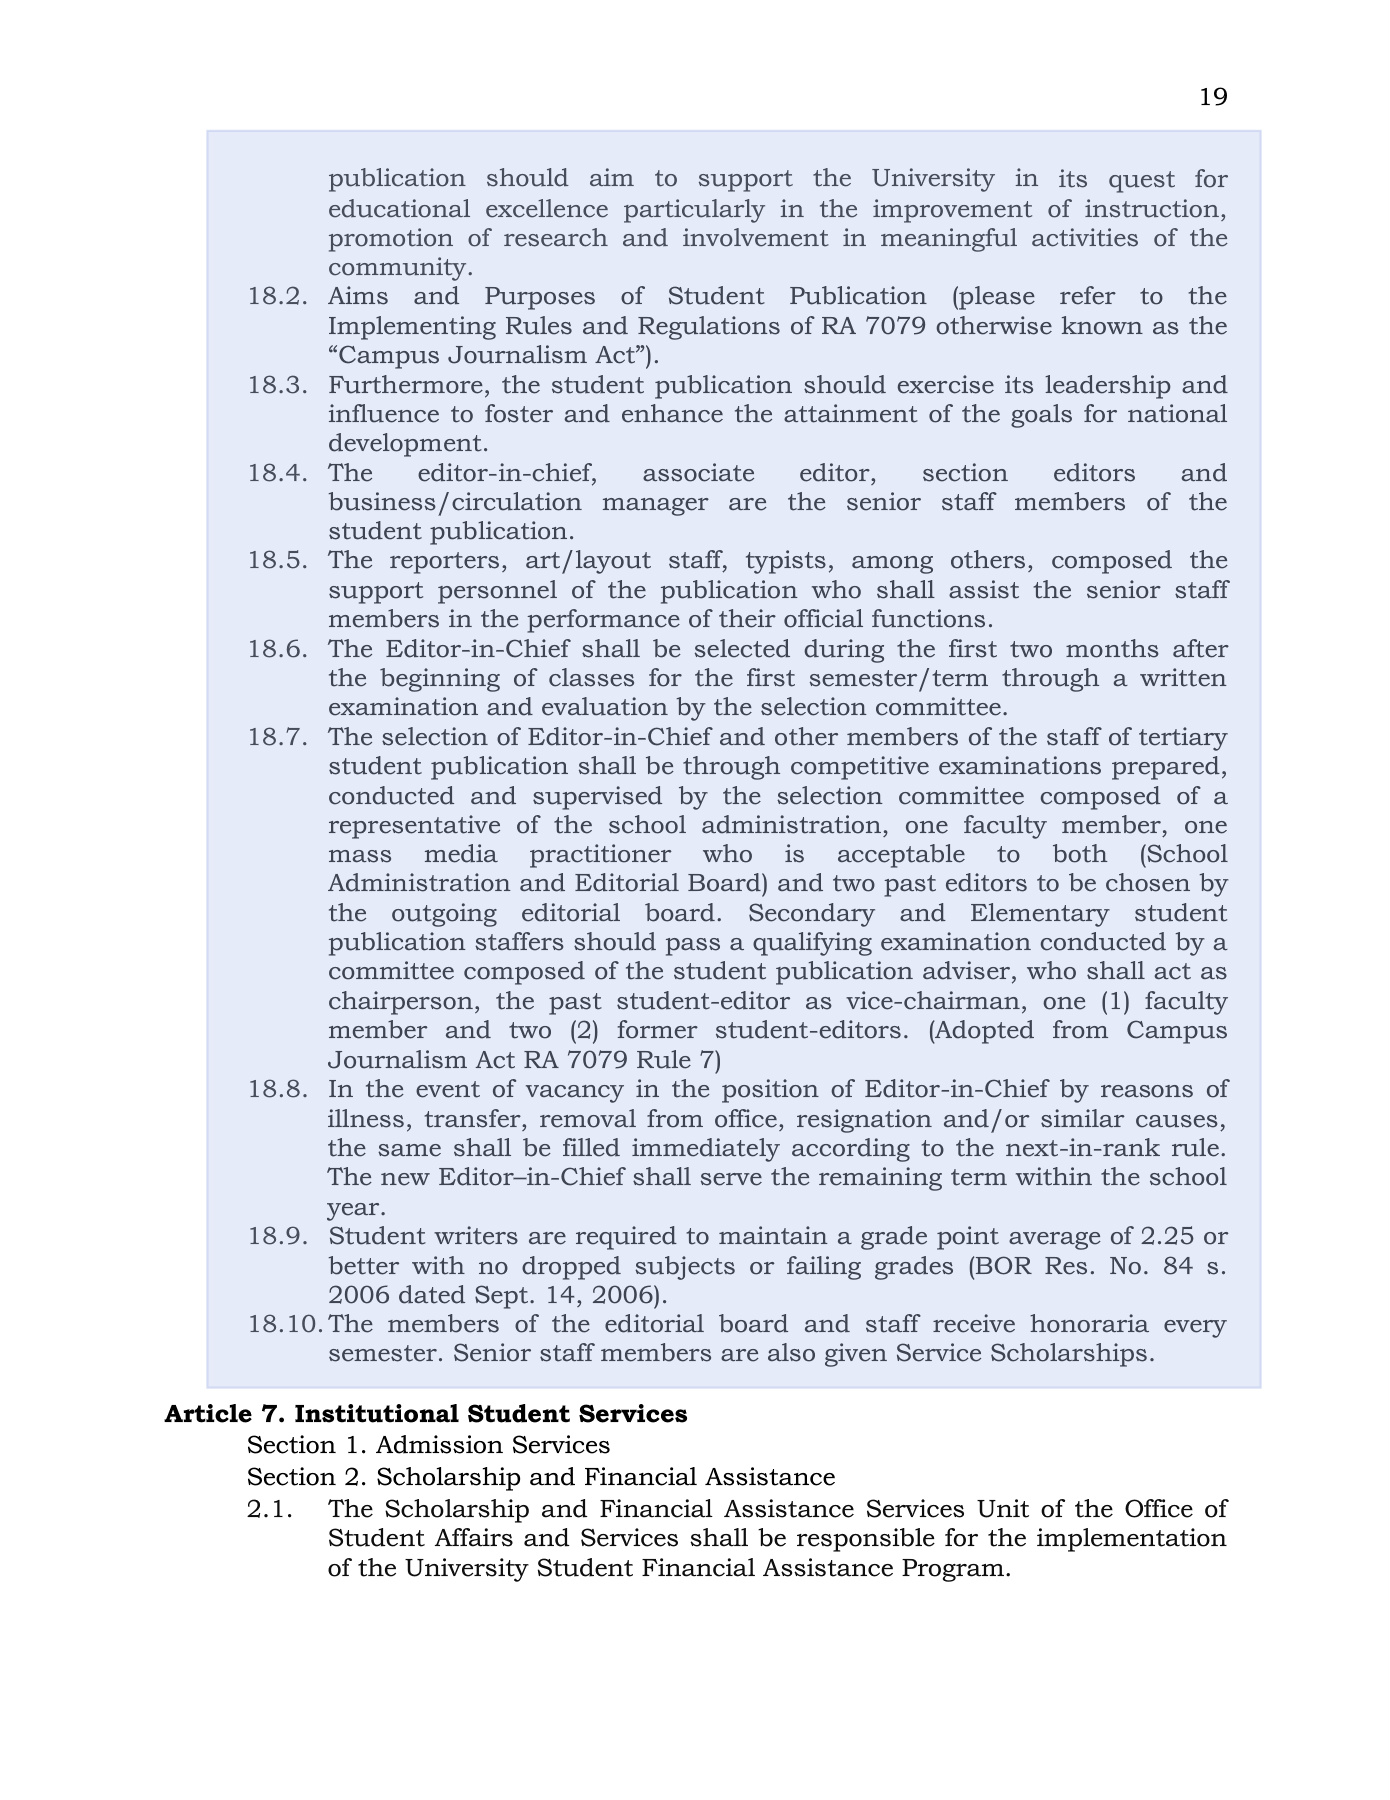 19
publication should aim to support the University in its quest for
educational excellence particularly in the improvement of instruction,
promotion of research and involvement in meaningful activities of the
community.
18.2. Aims and Purposes of Student Publication (please refer to the
Implementing Rules and Regulations of RA 7079 otherwise known as the
“Campus Journalism Act”).
18.3. Furthermore, the student publication should exercise its leadership and
influence to foster and enhance the attainment of the goals for national
development.
18.4. The editor-in-chief, associate editor, section editors and
business/circulation manager are the senior staff members of the
student publication.
18.5. The reporters, art/layout staff, typists, among others, composed the
support personnel of the publication who shall assist the senior staff
members in the performance of their official functions.
18.6. The Editor-in-Chief shall be selected during the first two months after
the beginning of classes for the first semester/term through a written
examination and evaluation by the selection committee.
18.7. The selection of Editor-in-Chief and other members of the staff of tertiary
student publication shall be through competitive examinations prepared,
conducted and supervised by the selection committee composed of a
representative of the school administration, one faculty member, one
mass media practitioner who is acceptable to both (School
Administration and Editorial Board) and two past editors to be chosen by
the outgoing editorial board. Secondary and Elementary student
publication staffers should pass a qualifying examination conducted by a
committee composed of the student publication adviser, who shall act as
chairperson, the past student-editor as vice-chairman, one (1) faculty
member and two (2) former student-editors. (Adopted from Campus
Journalism Act RA 7079 Rule 7)
18.8. In the event of vacancy in the position of Editor-in-Chief by reasons of
illness, transfer, removal from office, resignation and/or similar causes,
the same shall be filled immediately according to the next-in-rank rule.
The new Editor–in-Chief shall serve the remaining term within the school
year.
18.9. Student writers are required to maintain a grade point average of 2.25 or
better with no dropped subjects or failing grades (BOR Res. No. 84 s.
2006 dated Sept. 14, 2006).
18.10. The members of the editorial board and staff receive honoraria every
semester. Senior staff members are also given Service Scholarships.
Article 7. Institutional Student Services
Section 1. Admission Services
Section 2. Scholarship and Financial Assistance
2.1. The Scholarship and Financial Assistance Services Unit of the Office of
Student Affairs and Services shall be responsible for the implementation
of the University Student Financial Assistance Program.